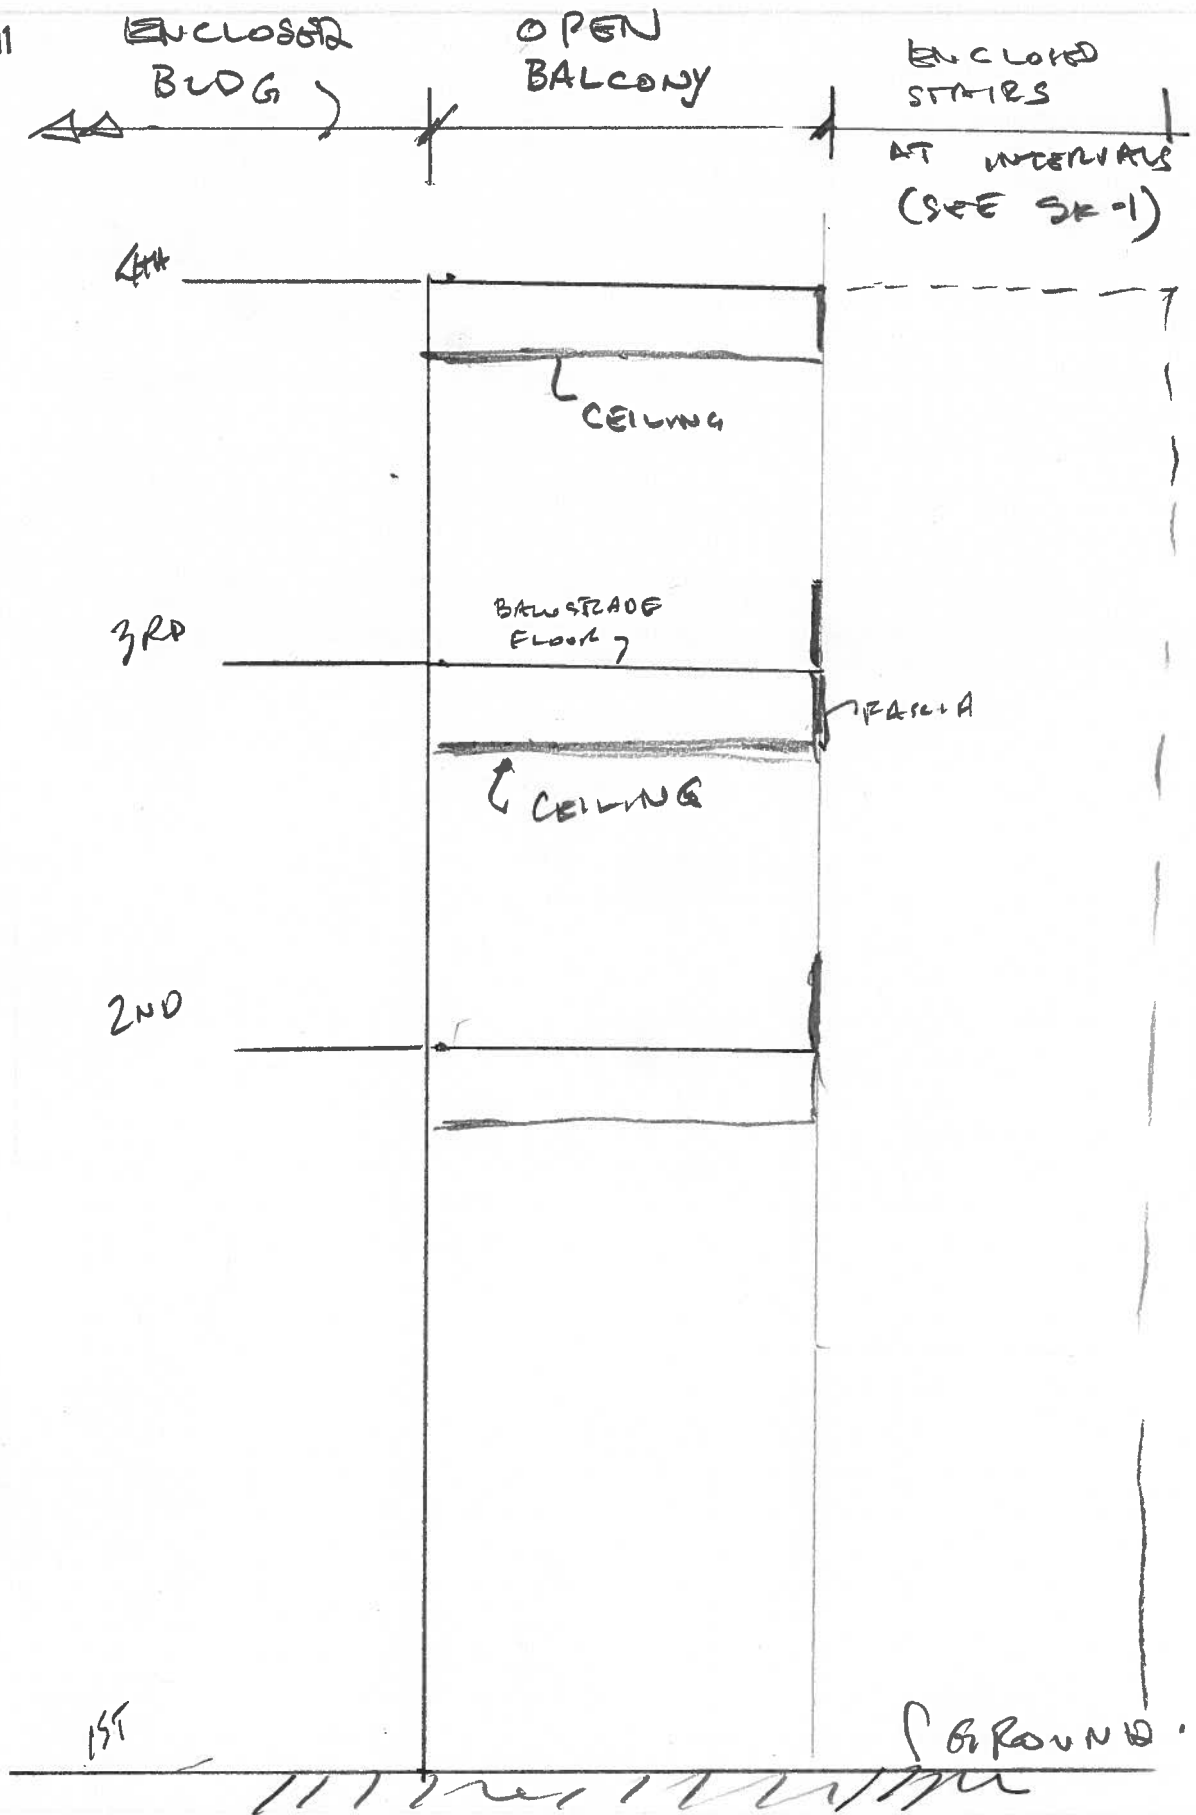 11
ENCLOSED
BLDG
OPEN
BALCONY
ENCLOSED
STAIRS
AT INTERVALS
(SEE SK-1)
4TH
CEILING
3RD
BALUSTRADE
FLOOR
FASCIA
CEILING
2ND
1ST
GROUND.